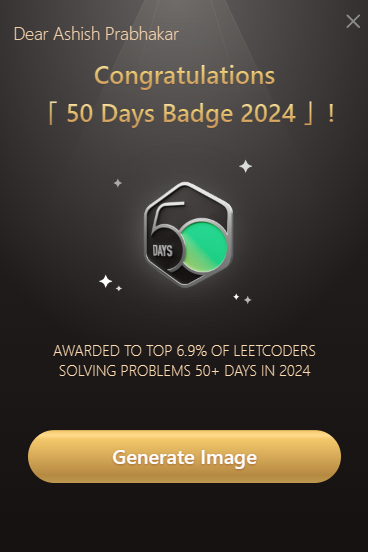 Dear Ashish Prabhakar
Congratulations
「 50 Days Badge 2024 」 !
50
DAYS
AWARDED TO TOP 6.9% OF LEETCODERS
SOLVING PROBLEMS 50+ DAYS IN 2024
Generate Image